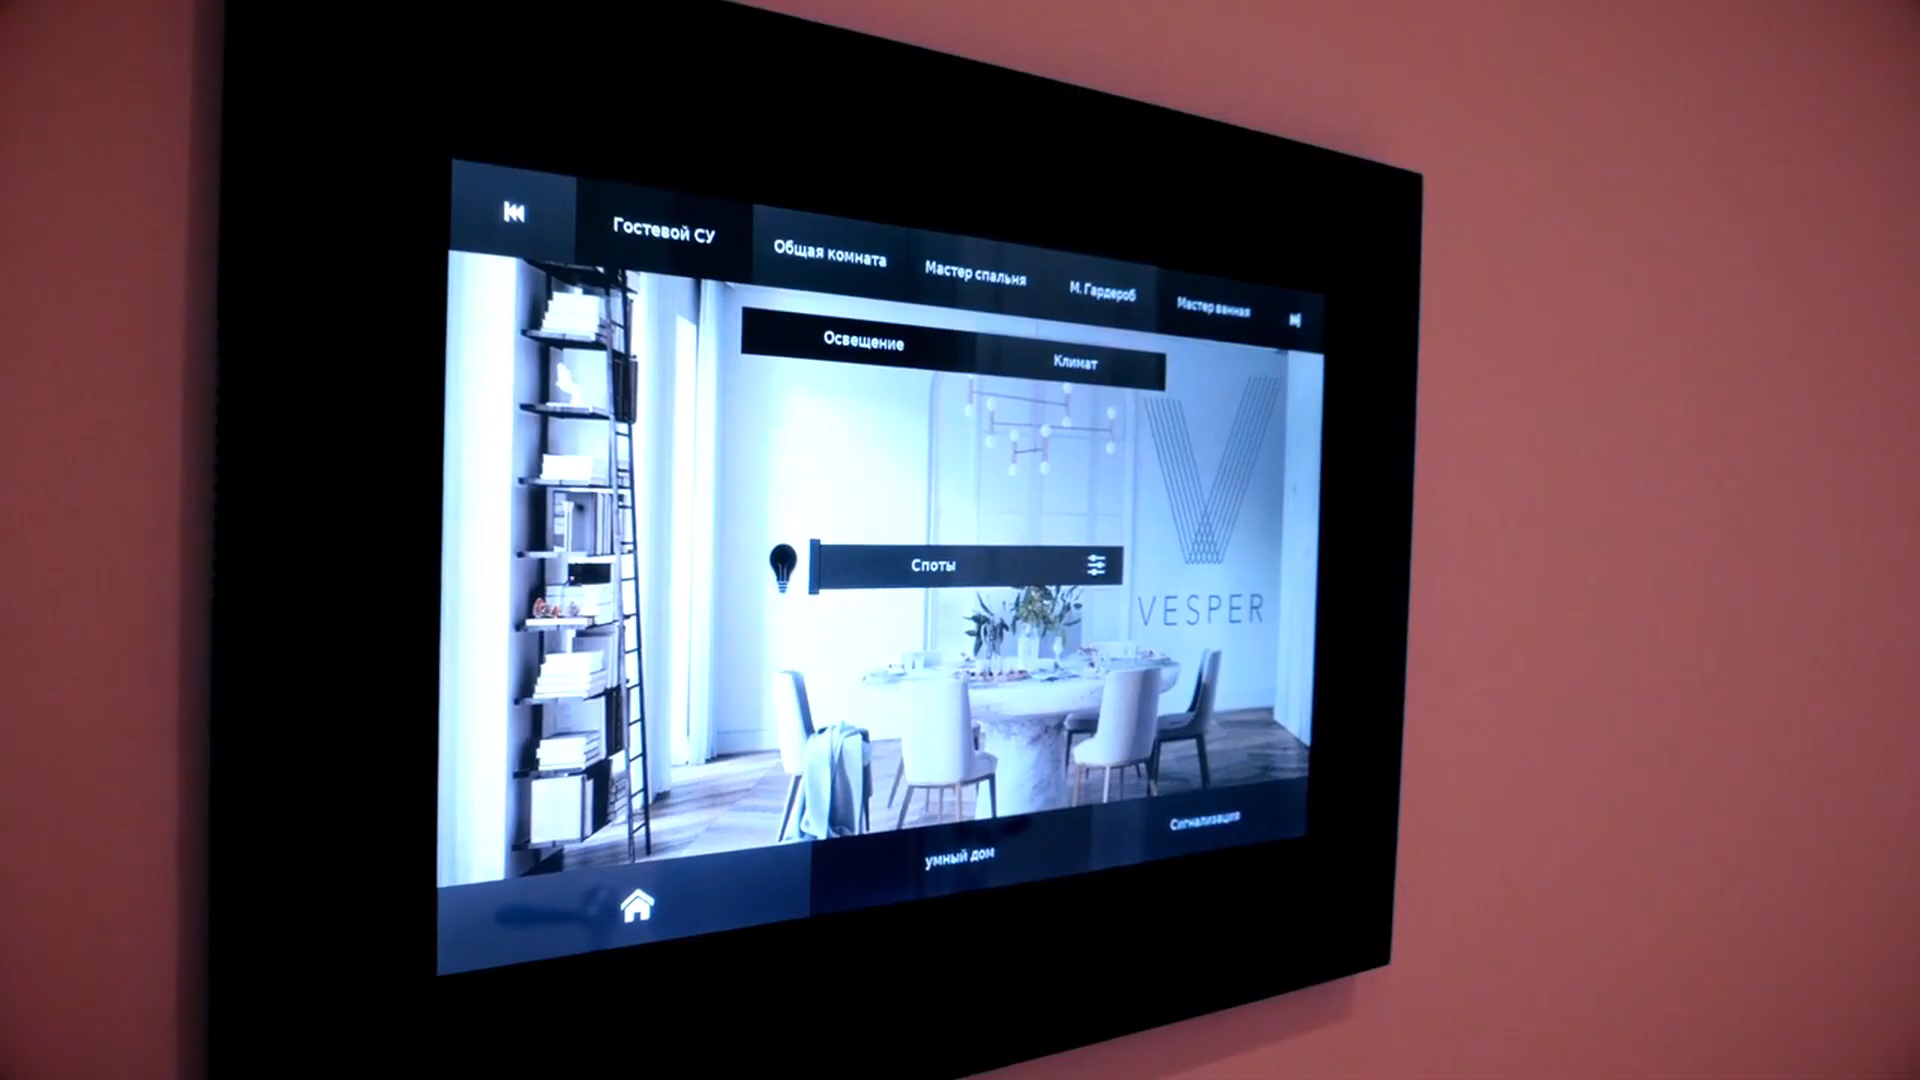 Гостевой СУ
Общая комната
Мастер спальня
М. Гардероб
Мастер ванная
Освещение
Климат
Споты
VESPER
умный дом
Сигнализация